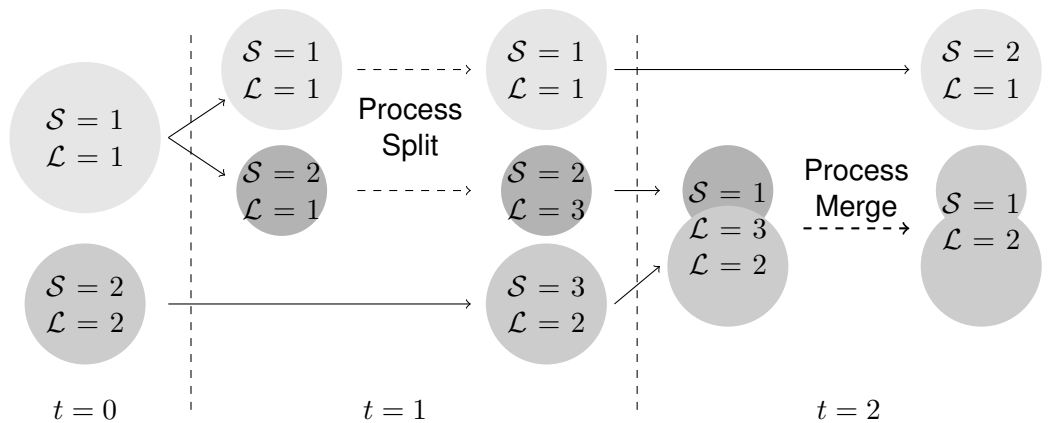 𝒮 = 1
ℒ = 1
𝒮 = 2
ℒ = 2
t = 0
𝒮 = 1
ℒ = 1
𝒮 = 2
ℒ = 1
Process
Split
𝒮 = 1
ℒ = 1
𝒮 = 2
ℒ = 3
𝒮 = 3
ℒ = 2
t = 1
𝒮 = 1
ℒ = 3
ℒ = 2
Process
Merge
𝒮 = 2
ℒ = 1
𝒮 = 1
ℒ = 2
t = 2